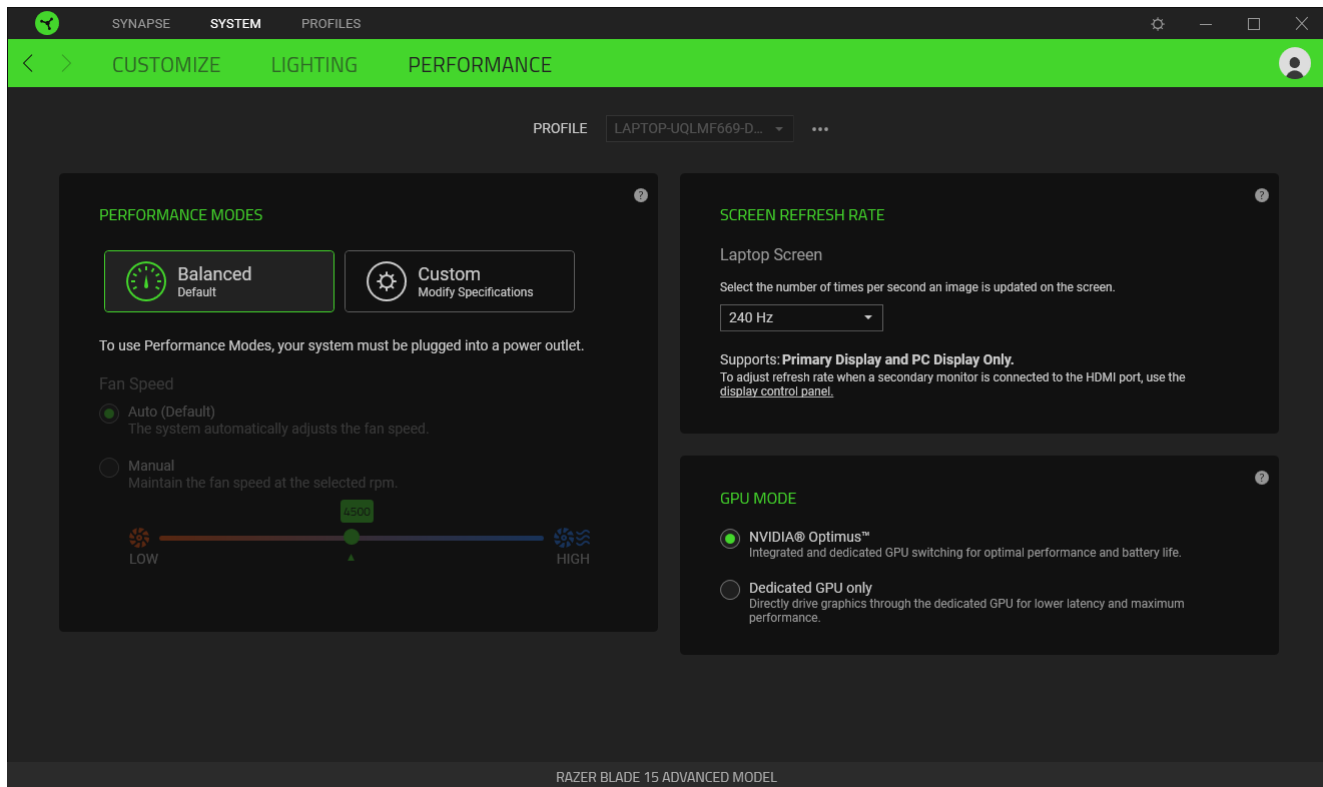 SYNAPSE SYSTEM PROFILES
CUSTOMIZE LIGHTING PERFORMANCE
PROFILE LAPTOP-UQLMF669-D...
PERFORMANCE MODES
Balanced
Default
Custom
Modify Specifications
To use Performance Modes, your system must be plugged into a power outlet.
Fan Speed
Auto (Default)
The system automatically adjusts the fan speed.
Manual
Maintain the fan speed at the selected rpm.
4500
LOW HIGH
SCREEN REFRESH RATE
Laptop Screen
Select the number of times per second an image is updated on the screen.
240 Hz
Supports: Primary Display and PC Display Only.
To adjust refresh rate when a secondary monitor is connected to the HDMI port, use the
display control panel.
GPU MODE
NVIDIA® Optimus™
Integrated and dedicated GPU switching for optimal performance and battery life.
Dedicated GPU only
Directly drive graphics through the dedicated GPU for lower latency and maximum
performance.
RAZER BLADE 15 ADVANCED MODEL